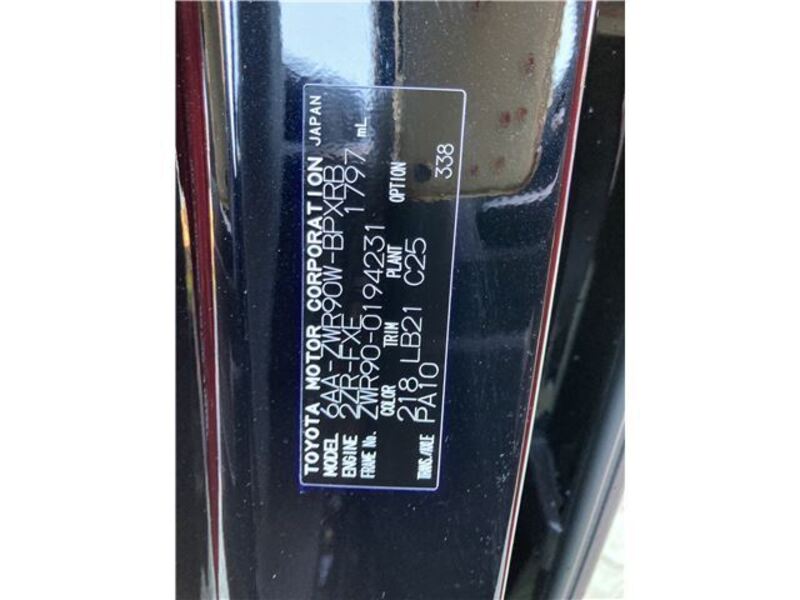 TOYOTA MOTOR CORPORATION JAPAN
MODEL 6AA-ZWR90W-BPXRB
ENGINE 2ZR-FXE 1797 mL
FRAME No. ZWR90-0194231
COLOR TRIM PLANT OPTION
218 LB21 C25
TRNS./AXLE PA10 338